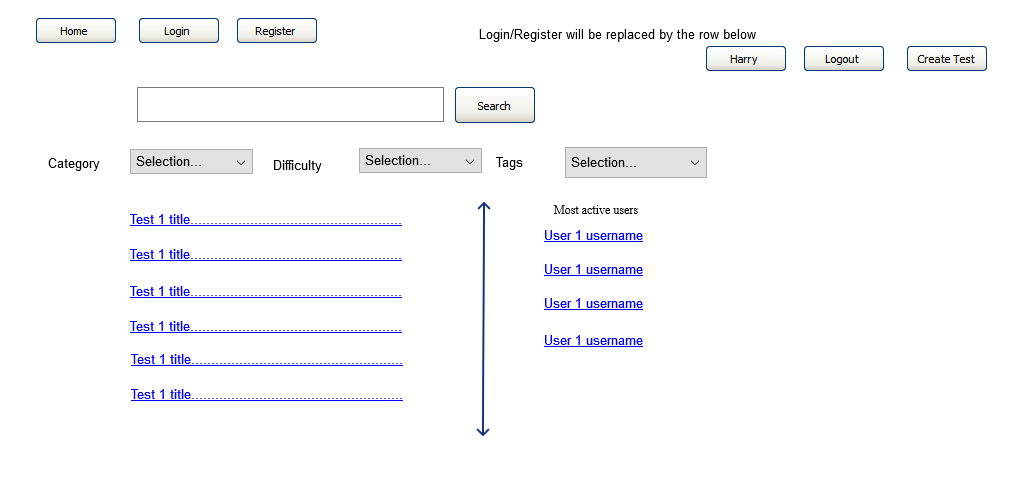 Home Login Register
Login/Register will be replaced by the row below
Harry Logout Create Test
Search
Category Selection... Difficulty Selection... Tags Selection...
Most active users
Test 1 title.....................................................
User 1 username
Test 1 title.....................................................
User 1 username
Test 1 title.....................................................
User 1 username
Test 1 title.....................................................
User 1 username
Test 1 title.....................................................
Test 1 title.....................................................